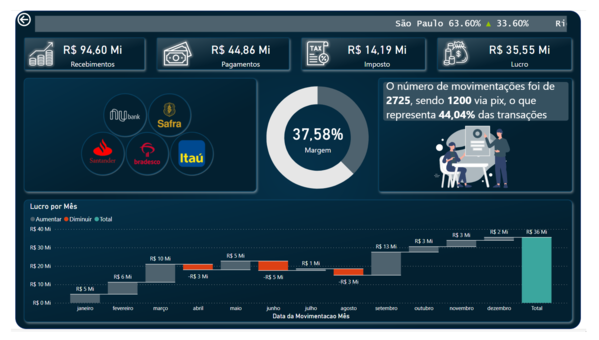 São Paulo 63.60% ▲ 33.60% Ri
R$ 94,60 Mi
Recebimentos
R$ 44,86 Mi
Pagamentos
TAX
R$ 14,19 Mi
Imposto
R$ 35,55 Mi
Lucro
nu bank
Safra
Santander
bradesco
Itaú
37,58%
Margem
O número de movimentações foi de
2725, sendo 1200 via pix, o que
representa 44,04% das transações
Lucro por Mês
Aumentar Diminuir Total
R$ 40 Mi
R$ 30 Mi
R$ 20 Mi
R$ 10 Mi
R$ 0 Mi
R$ 5 Mi
R$ 6 Mi
R$ 10 Mi
-R$ 3 Mi
R$ 5 Mi
-R$ 5 Mi
R$ 1 Mi
-R$ 3 Mi
R$ 13 Mi
R$ 3 Mi
R$ 3 Mi
R$ 2 Mi
R$ 36 Mi
janeiro fevereiro março abril maio junho julho agosto setembro outubro novembro dezembro Total
Data da Movimentacao Mês